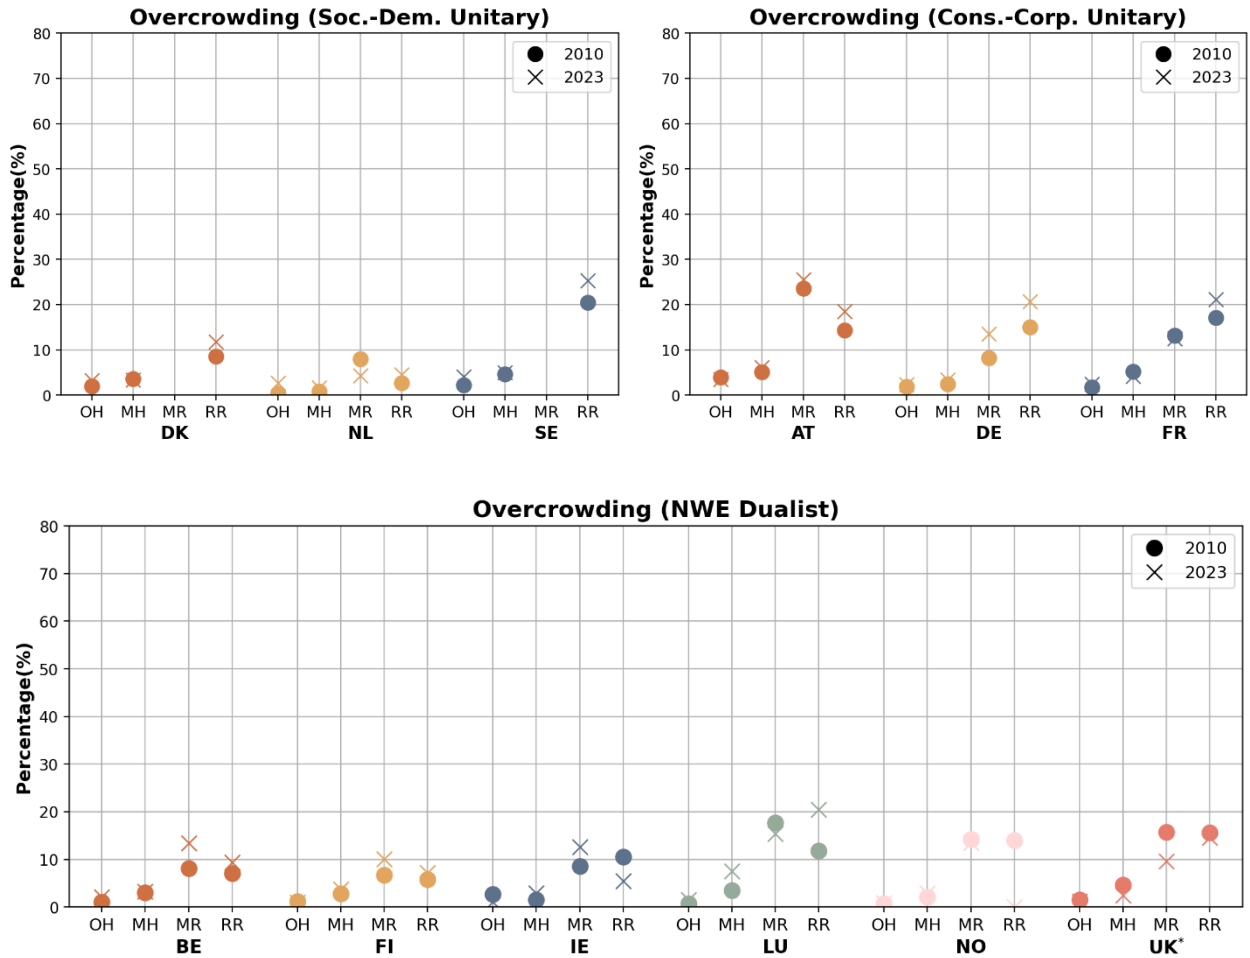 Overcrowding (Soc.-Dem. Unitary)
Percentage(%)
80
70
60
50
40
30
20
10
0
2010
2023
OH MH MR RR OH MH MR RR OH MH MR RR
DK NL SE
Overcrowding (Cons.-Corp. Unitary)
Percentage(%)
80
70
60
50
40
30
20
10
0
2010
2023
OH MH MR RR OH MH MR RR OH MH MR RR
AT DE FR
Overcrowding (NWE Dualist)
Percentage(%)
80
70
60
50
40
30
20
10
0
2010
2023
OH MH MR RR OH MH MR RR OH MH MR RR OH MH MR RR OH MH MR RR OH MH MR RR
BE FI IE LU NO UK*